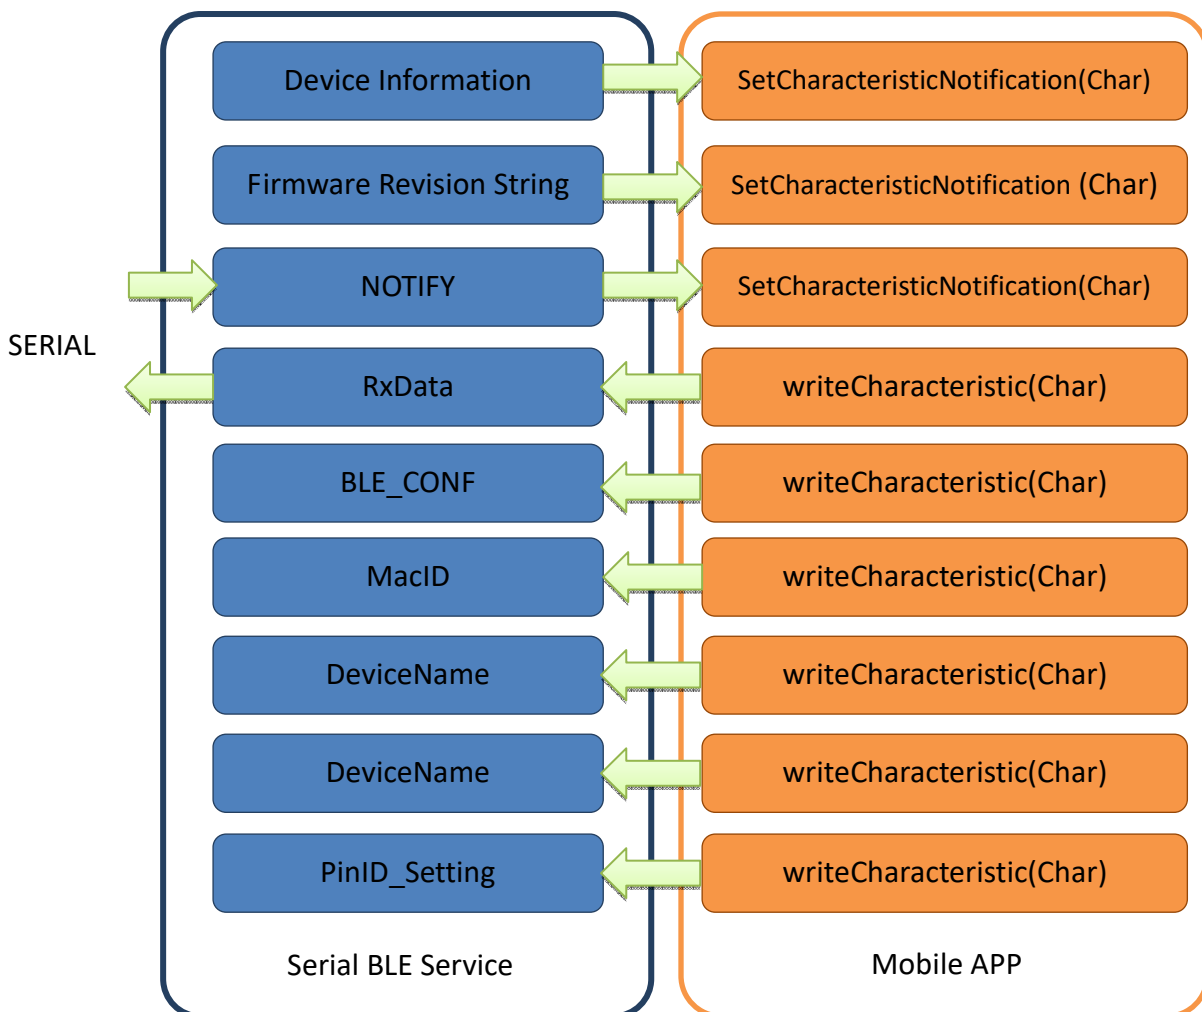 Device Information
SetCharacteristicNotification(Char)
Firmware Revision String
SetCharacteristicNotification (Char)
NOTIFY
SetCharacteristicNotification(Char)
SERIAL
RxData
writeCharacteristic(Char)
BLE_CONF
writeCharacteristic(Char)
MacID
writeCharacteristic(Char)
DeviceName
writeCharacteristic(Char)
DeviceName
writeCharacteristic(Char)
PinID_Setting
writeCharacteristic(Char)
Serial BLE Service
Mobile APP